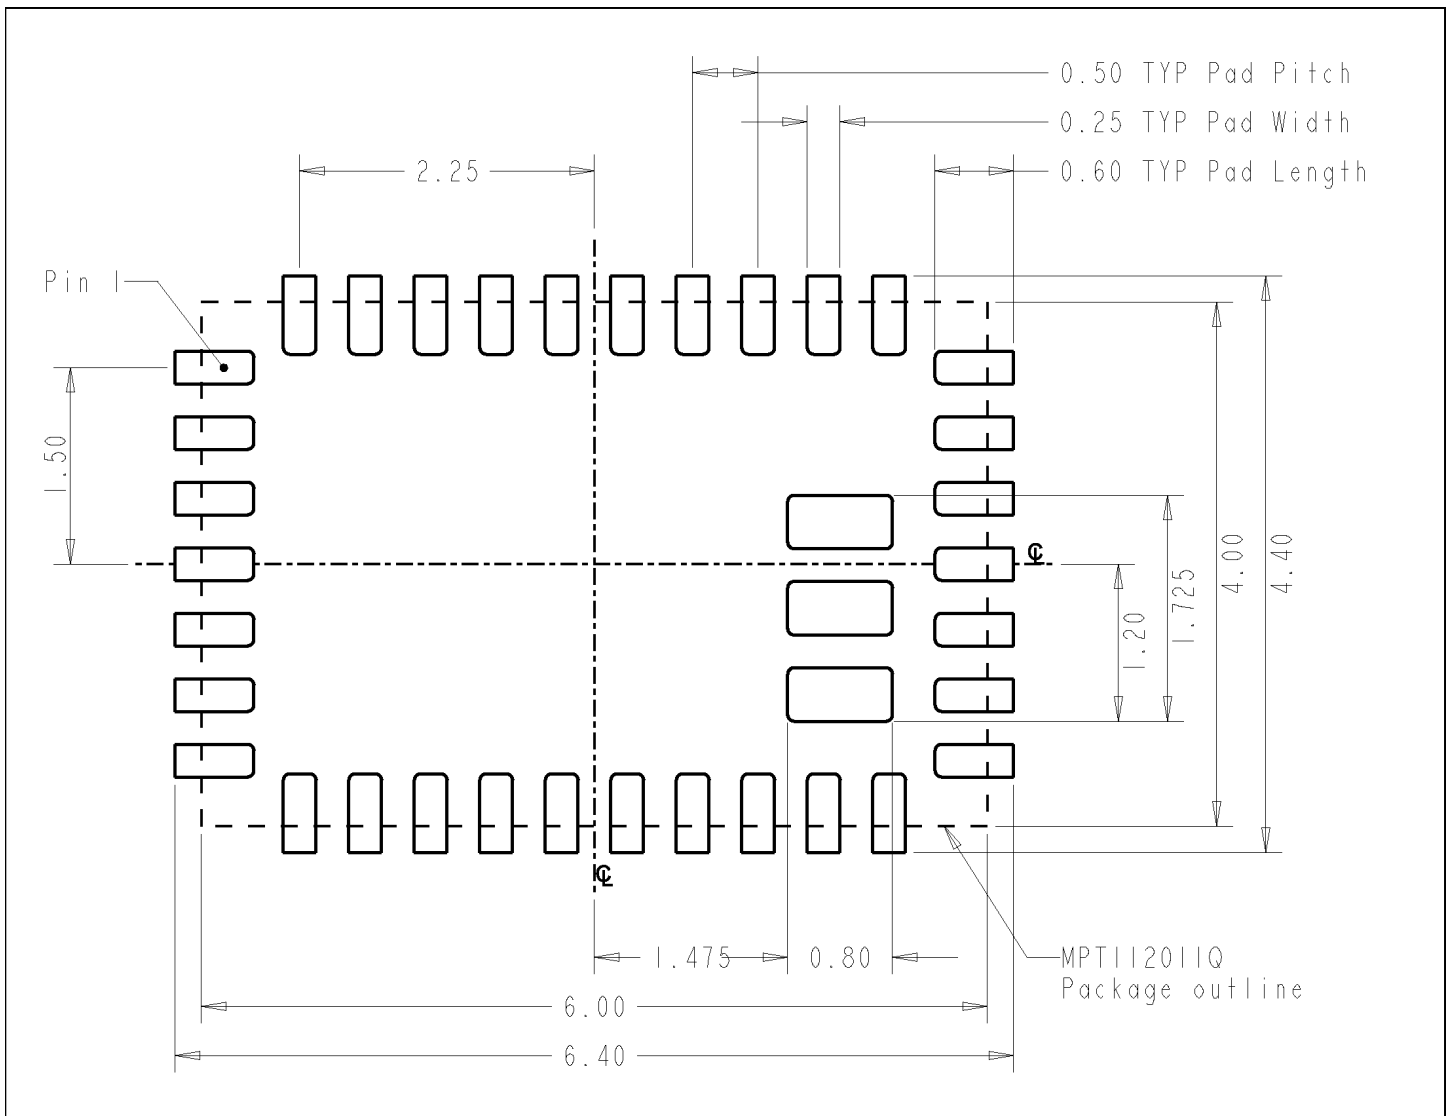 0.50 TYP Pad Pitch
0.25 TYP Pad Width
0.60 TYP Pad Length
2.25
Pin 1
1.50
℄
1.20
1.725
4.00
4.40
℄
1.475
0.80
MPT112011Q
Package outline
6.00
6.40